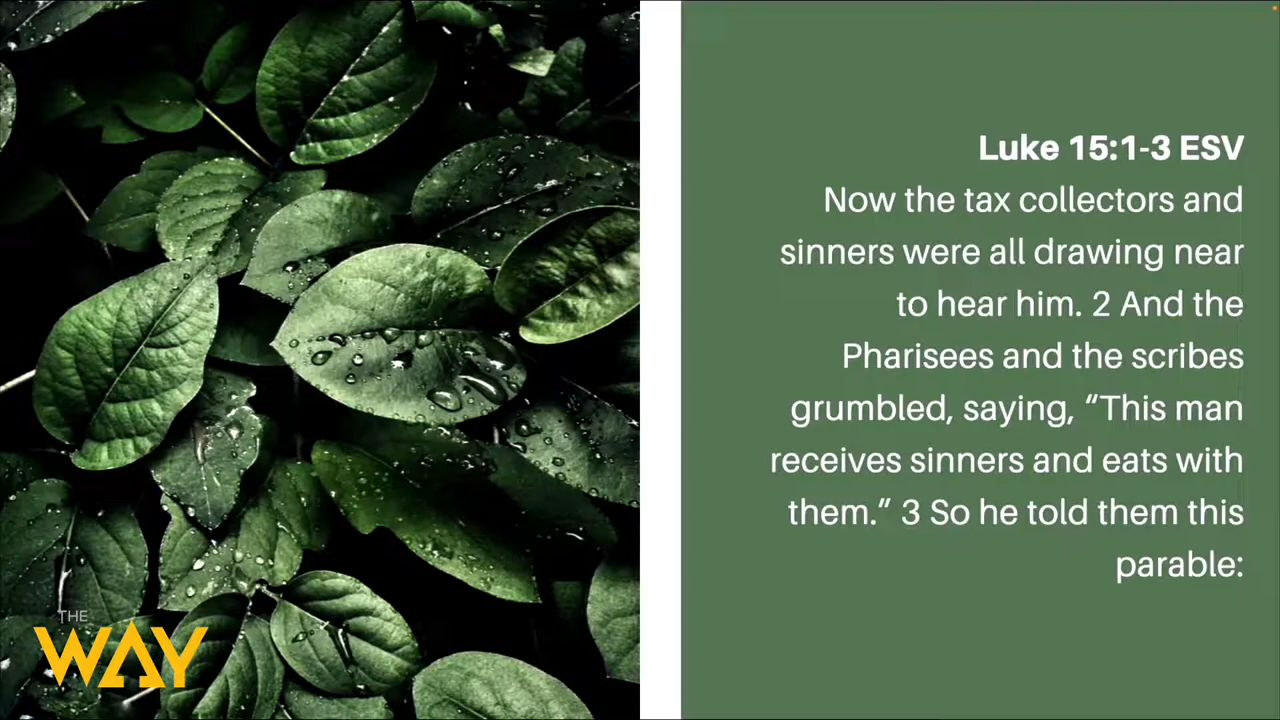 Luke 15:1-3 ESV
Now the tax collectors and
sinners were all drawing near
to hear him. 2 And the
Pharisees and the scribes
grumbled, saying, “This man
receives sinners and eats with
them.” 3 So he told them this
parable:
THE
WAY